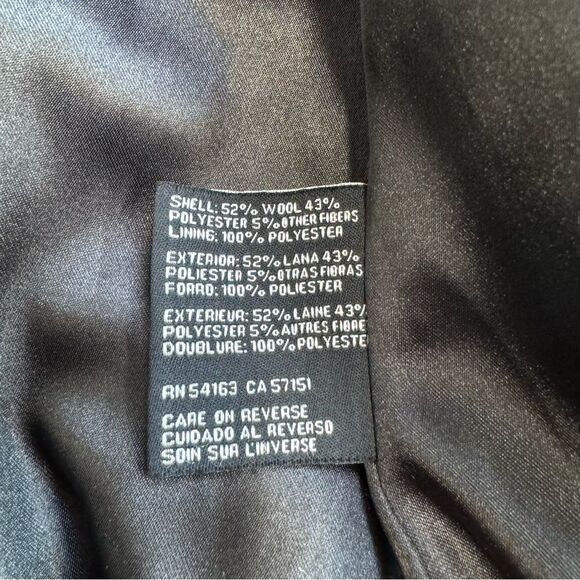 SHELL: 52% WOOL 43%
POLYESTER 5% OTHER FIBERS
LINING: 100% POLYESTER
EXTERIOR: 52% LANA 43%
POLIESTER 5% OTRAS FIBRAS
FORRO: 100% POLIESTER
EXTERIEUR: 52% LAINE 43%
POLYESTER 5% AUTRES FIBRE
DOUBLURE: 100% POLYESTE
RN 54163 CA 57151
CARE ON REVERSE
CUIDADO AL REVERSO
SOIN SUR L'INVERSE